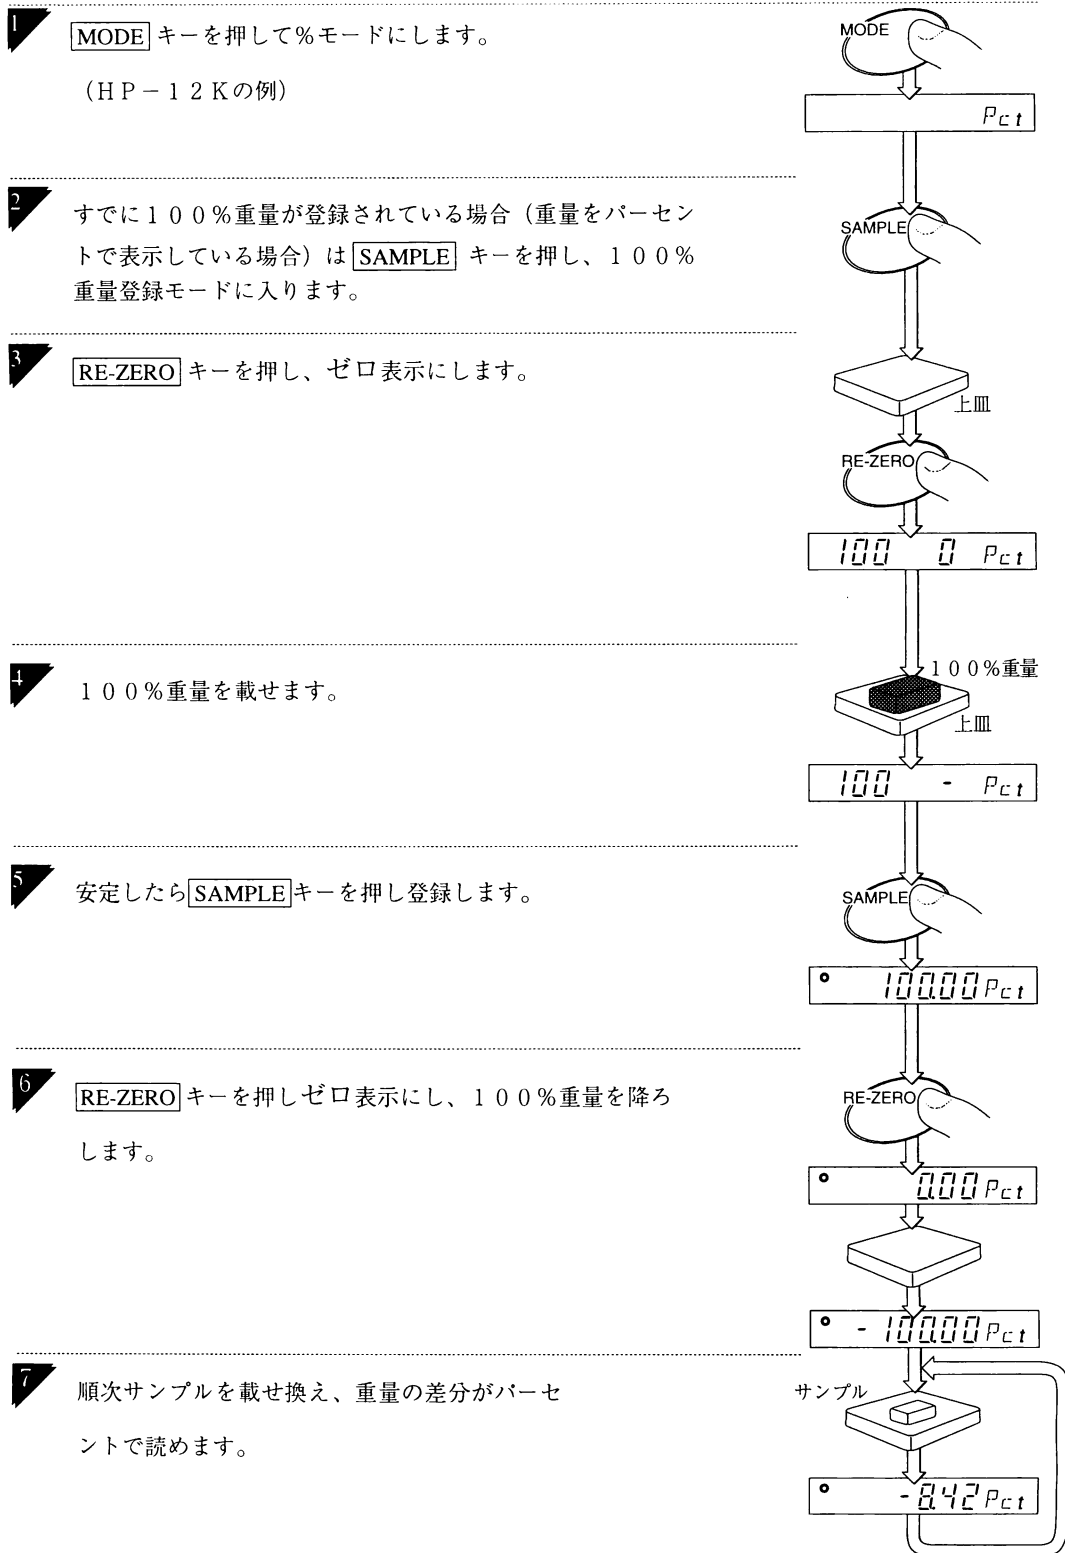 1
MODE キーを押して%モードにします。
(HP-12Kの例)
MODE
Pct
2
すでに100%重量が登録されている場合(重量をパーセン
トで表示している場合)は SAMPLE キーを押し、100%
重量登録モードに入ります。
SAMPLE
3
RE-ZERO キーを押し、ゼロ表示にします。
上皿
RE-ZERO
100 0 Pct
4
100%重量を載せます。
100%重量
上皿
100 - Pct
5
安定したら SAMPLE キーを押し登録します。
SAMPLE
100.00 Pct
6
RE-ZERO キーを押しゼロ表示にし、100%重量を降ろ
します。
RE-ZERO
0.00 Pct
-100.00 Pct
7
順次サンプルを載せ換え、重量の差分がパーセ
ントで読めます。
サンプル
-8.42 Pct